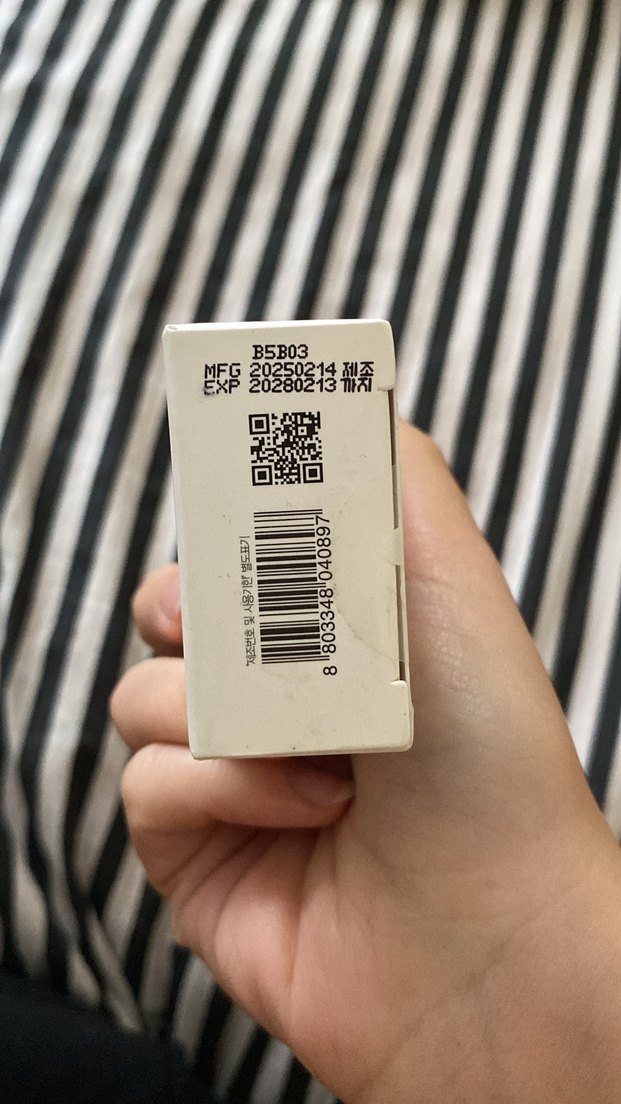 B5B03
MFG 20250214 제조
EXP 20280213 까지
"제조번호 및 사용기한" 별도표기
8 803348 040897